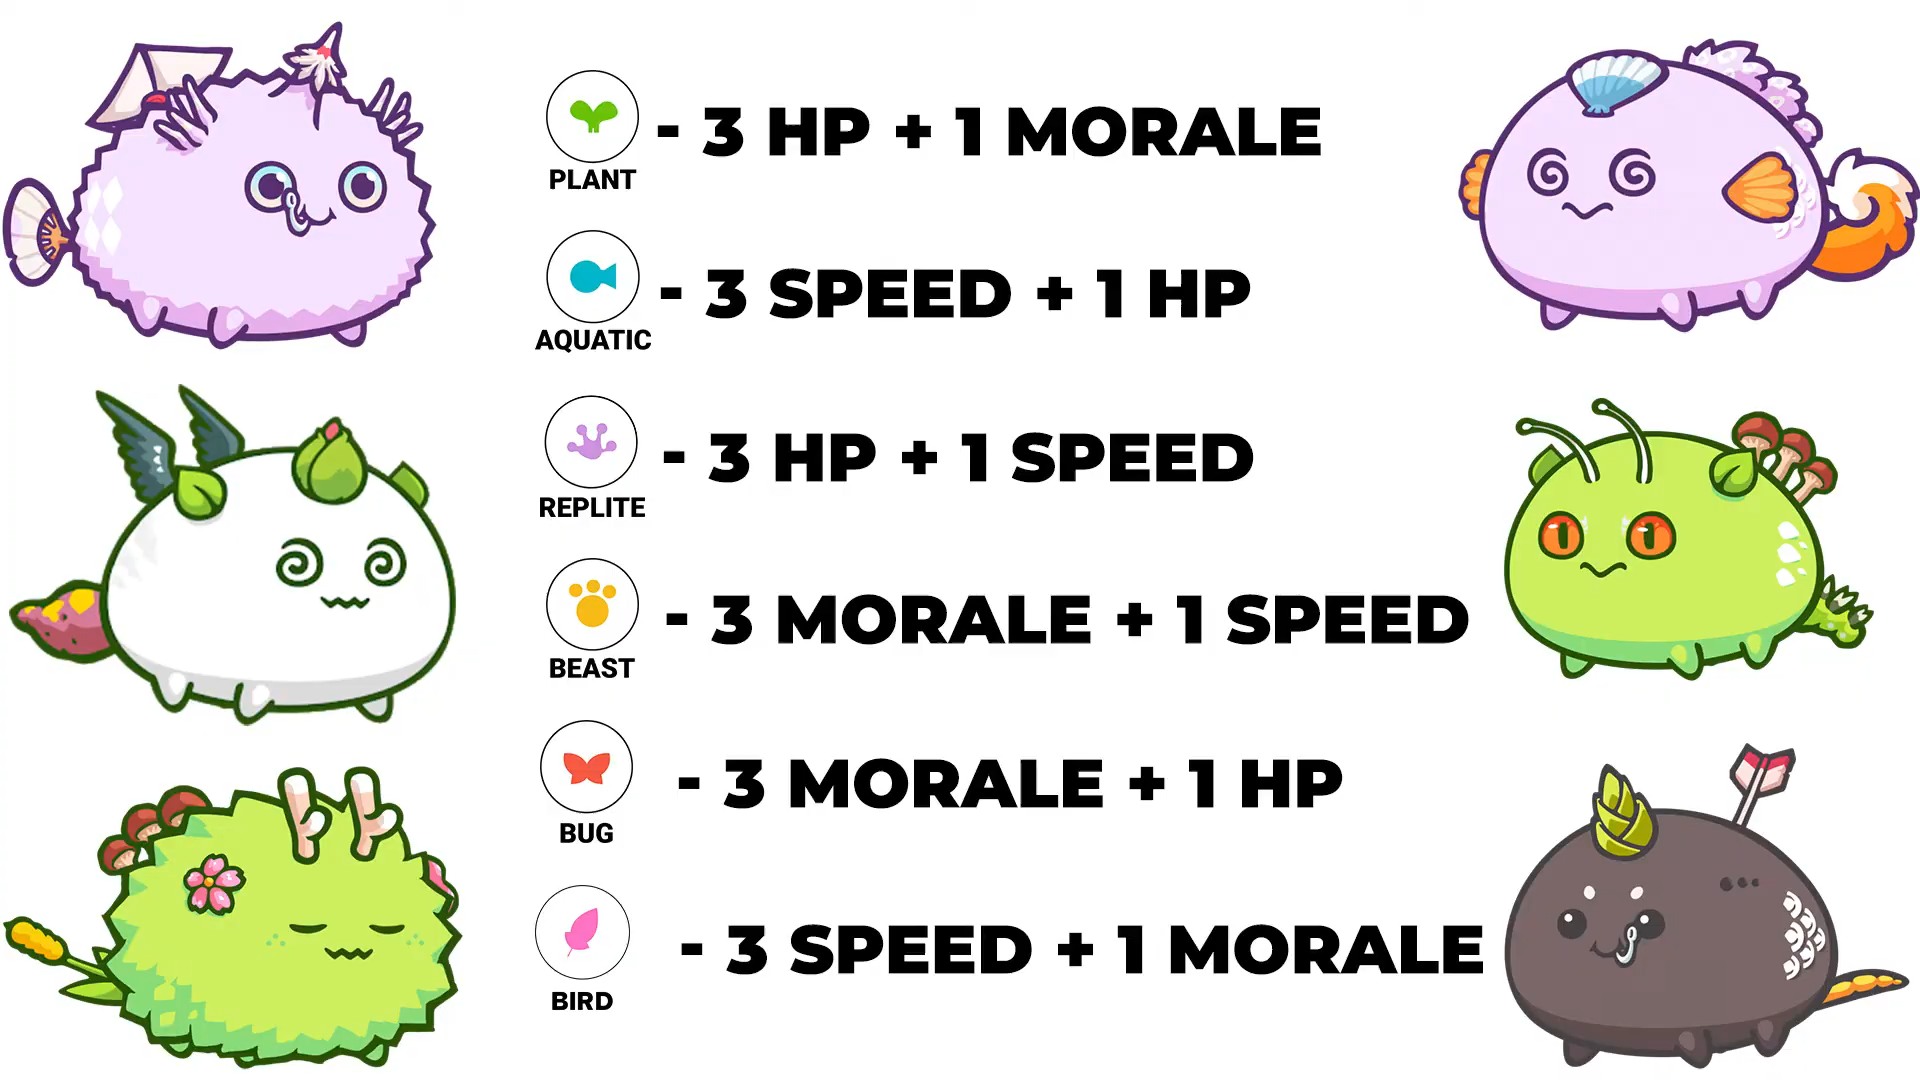 - 3 HP + 1 MORALE
PLANT
- 3 SPEED + 1 HP
AQUATIC
- 3 HP + 1 SPEED
REPLITE
- 3 MORALE + 1 SPEED
BEAST
- 3 MORALE + 1 HP
BUG
- 3 SPEED + 1 MORALE
BIRD